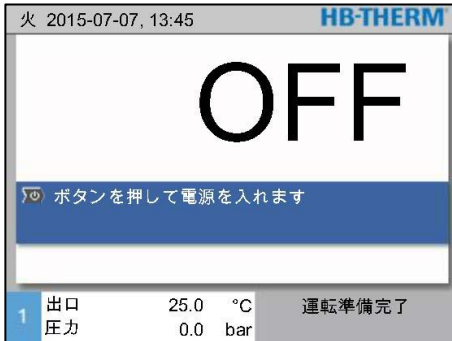 火 2015-07-07, 13:45 HB-THERM
OFF
ボタンを押して電源を入れます
1 出口 25.0 °C 運転準備完了
圧力 0.0 bar